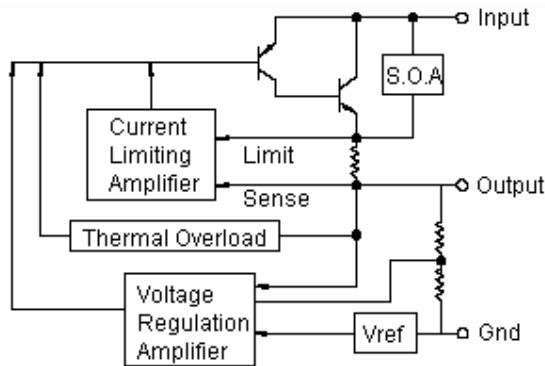 Input
S.O.A
Current
Limiting
Amplifier
Limit
Sense
Output
Thermal Overload
Voltage
Regulation
Amplifier
Vref
Gnd